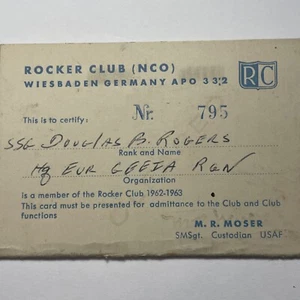 ROCKER CLUB (NCO)
WIESBADEN GERMANY APO 332
RC
This is to certify:
Nr. 795
SSG DOUGLAS B. ROGERS
Rank and Name
Hq EUR GEEIA RGN
Organization
is a member of the Rocker Club 1962-1963
This card must be presented for admittance to the Club and Club
functions
M. R. MOSER
SMSgt. Custodian USAF